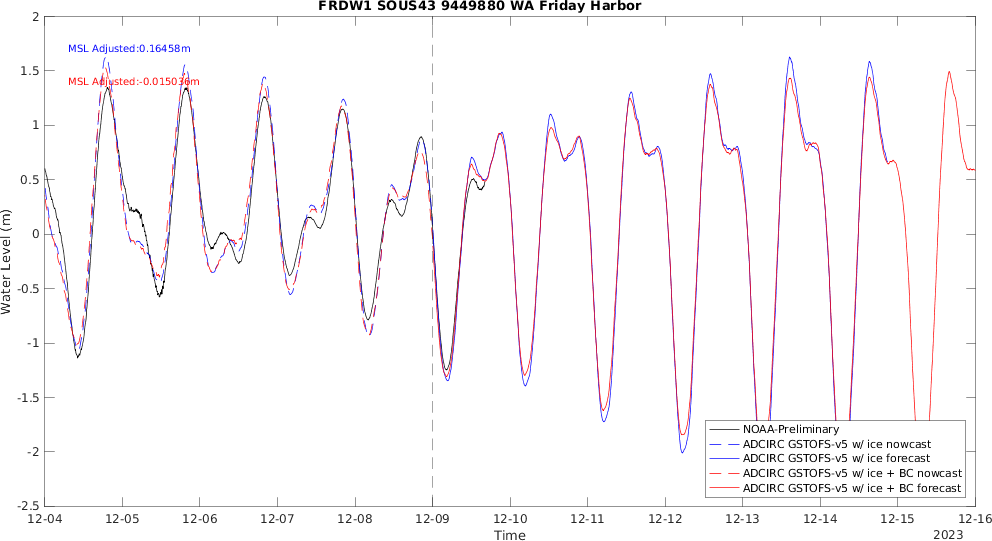 FRDW1 SOUS43 9449880 WA Friday Harbor
MSL Adjusted:0.16458m
MSL Adjusted:-0.015036m
Water Level (m)
2
1.5
1
0.5
0
-0.5
-1
-1.5
-2
-2.5
NOAA-Preliminary
ADCIRC GSTOFS-v5 w/ ice nowcast
ADCIRC GSTOFS-v5 w/ ice forecast
ADCIRC GSTOFS-v5 w/ ice + BC nowcast
ADCIRC GSTOFS-v5 w/ ice + BC forecast
12-04 12-05 12-06 12-07 12-08 12-09 12-10 12-11 12-12 12-13 12-14 12-15 12-16
Time
2023